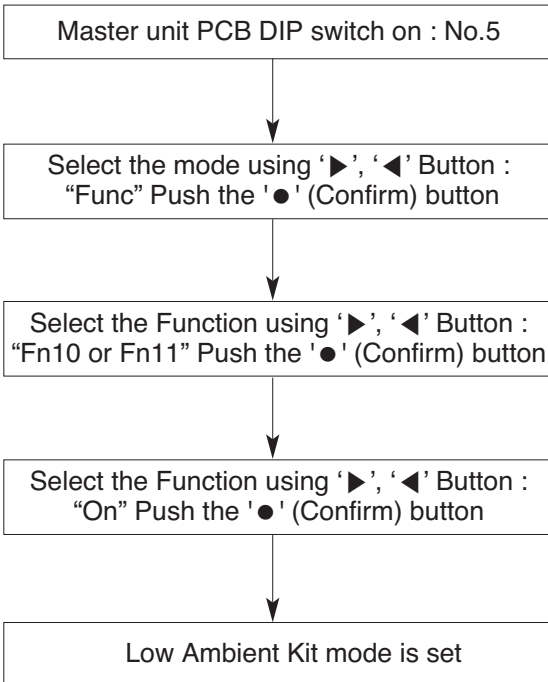 Master unit PCB DIP switch on : No.5
Select the mode using ‘▶’, ‘◀’ Button :
“Func” Push the '●' (Confirm) button
Select the Function using ‘▶’, ‘◀’ Button :
“Fn10 or Fn11” Push the '●' (Confirm) button
Select the Function using ‘▶’, ‘◀’ Button :
“On” Push the '●' (Confirm) button
Low Ambient Kit mode is set